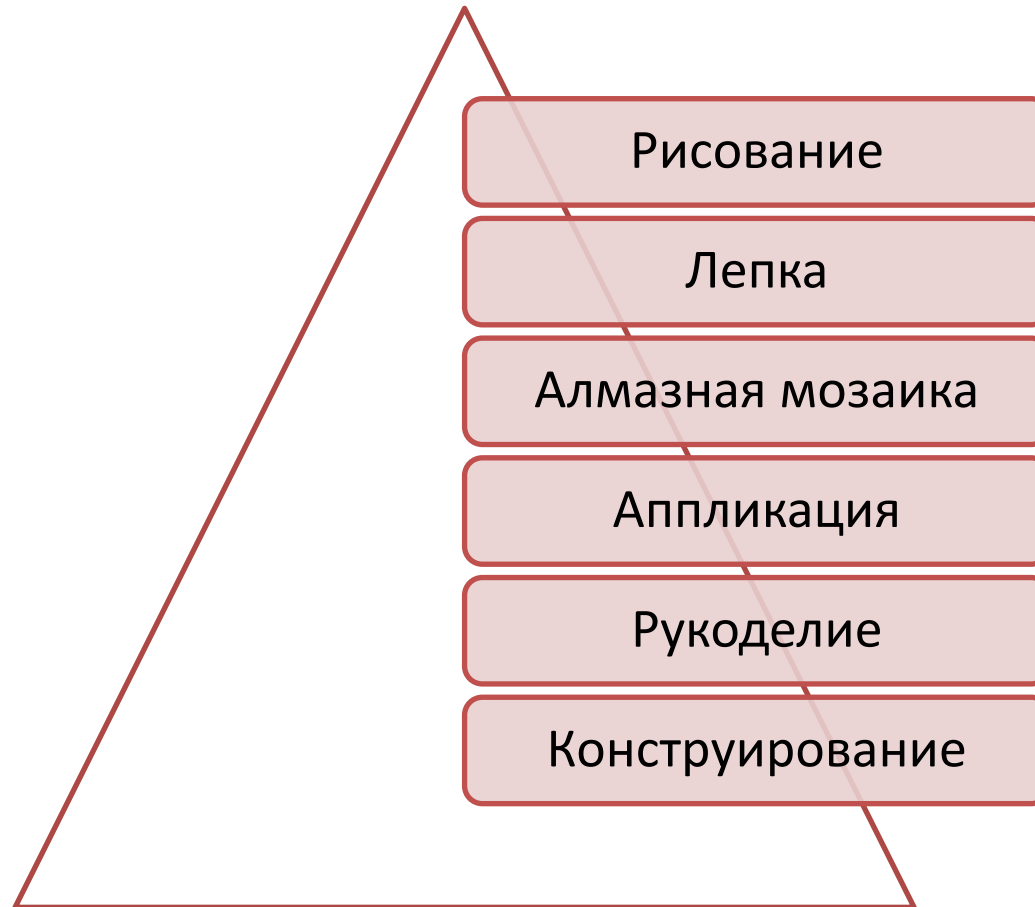 Рисование
Лепка
Алмазная мозаика
Аппликация
Рукоделие
Конструирование